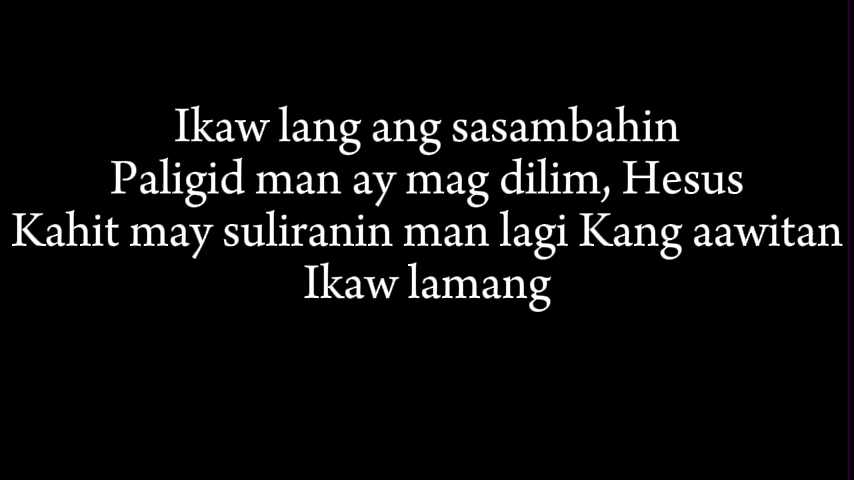 Ikaw lang ang sasambahin
Paligid man ay mag dilim, Hesus
Kahit may suliranin man lagi Kang aawitan
Ikaw lamang